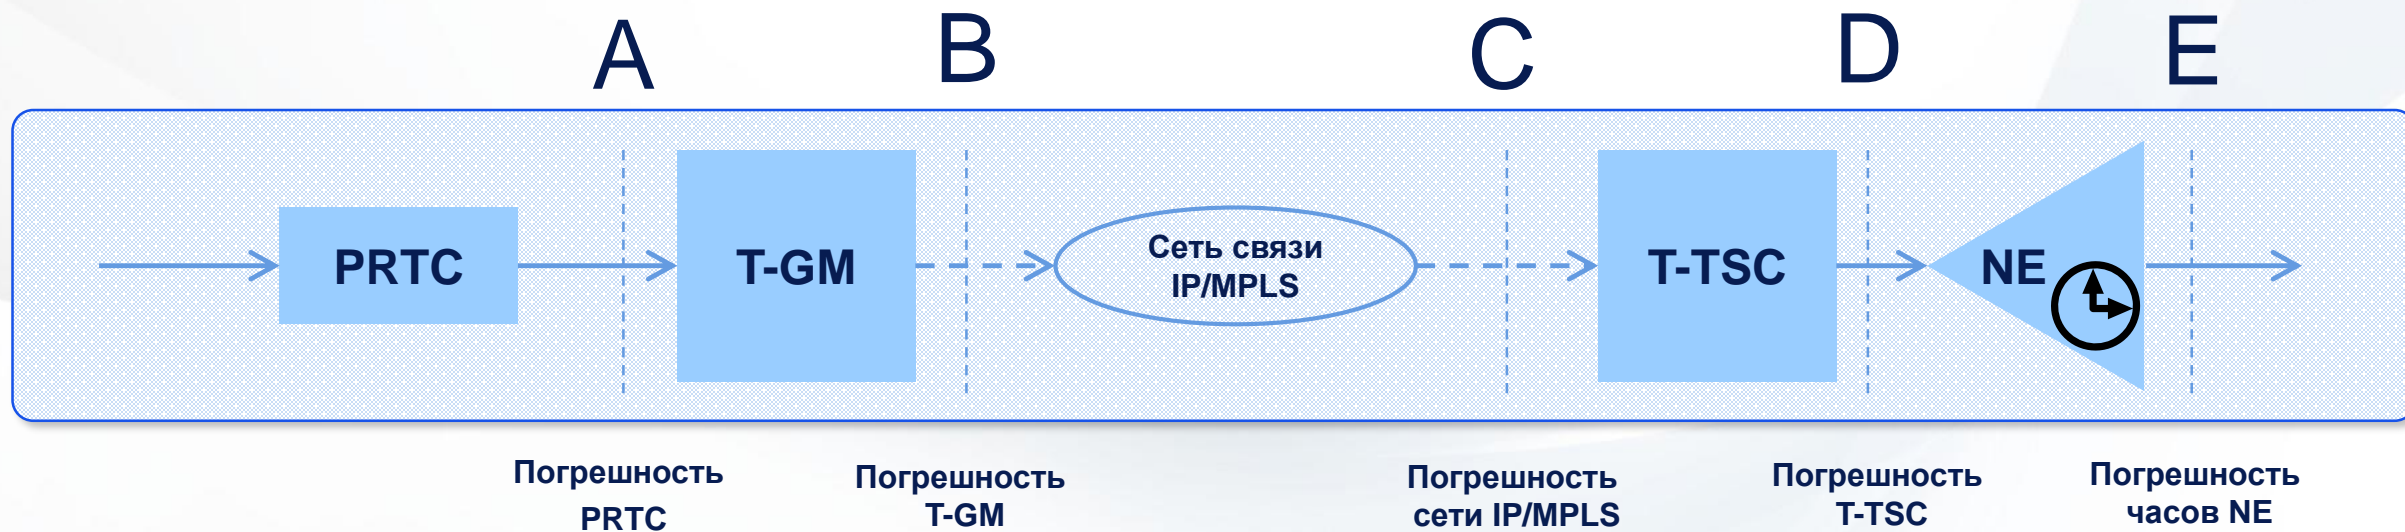 A
B
C
D
E
PRTC
T-GM
Сеть связи
IP/MPLS
T-TSC
NE
Погрешность
PRTC
Погрешность
T-GM
Погрешность
сети IP/MPLS
Погрешность
T-TSC
Погрешность
часов NE